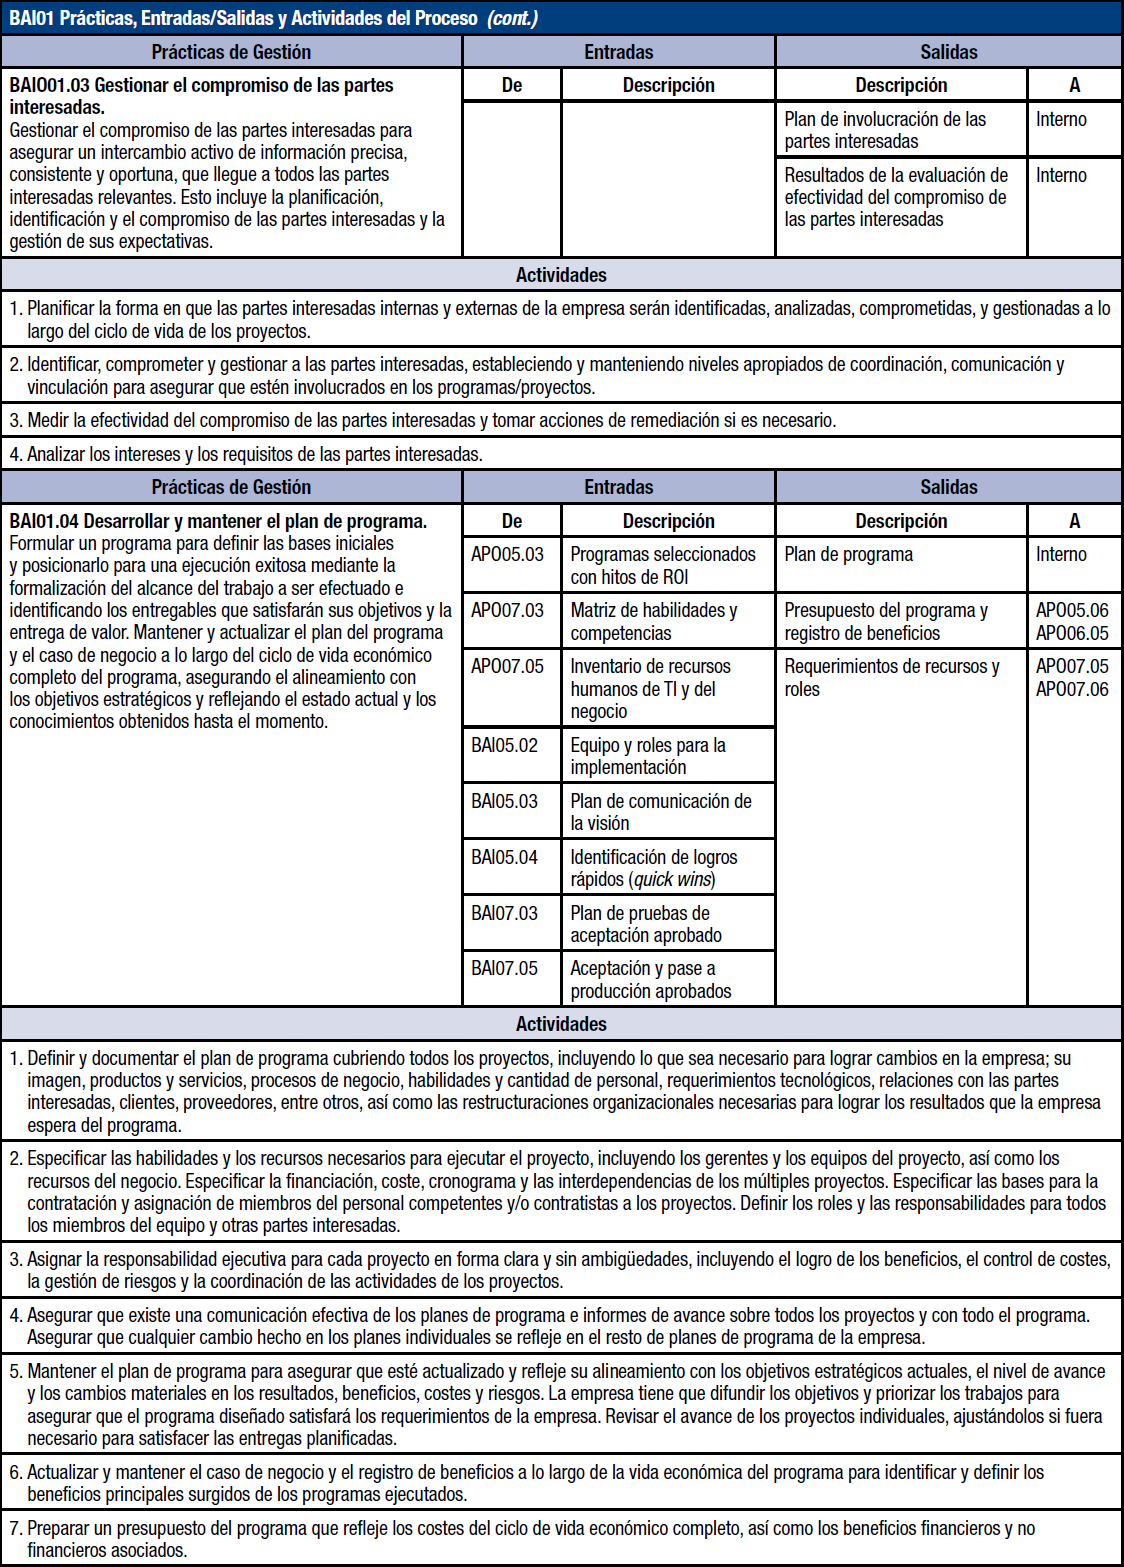 BAI01 Prácticas, Entradas/Salidas y Actividades del Proceso (cont.)
Prácticas de Gestión Entradas Salidas
BAIO01.03 Gestionar el compromiso de las partes
interesadas.
Gestionar el compromiso de las partes interesadas para
asegurar un intercambio activo de información precisa,
consistente y oportuna, que llegue a todos las partes
interesadas relevantes. Esto incluye la planificación,
identificación y el compromiso de las partes interesadas y la
gestión de sus expectativas.
De Descripción Descripción A
Plan de involucración de las
partes interesadas
Interno
Resultados de la evaluación de
efectividad del compromiso de
las partes interesadas
Interno
Actividades
1. Planificar la forma en que las partes interesadas internas y externas de la empresa serán identificadas, analizadas, comprometidas, y gestionadas a lo
largo del ciclo de vida de los proyectos.
2. Identificar, comprometer y gestionar a las partes interesadas, estableciendo y manteniendo niveles apropiados de coordinación, comunicación y
vinculación para asegurar que estén involucrados en los programas/proyectos.
3. Medir la efectividad del compromiso de las partes interesadas y tomar acciones de remediación si es necesario.
4. Analizar los intereses y los requisitos de las partes interesadas.
Prácticas de Gestión Entradas Salidas
BAI01.04 Desarrollar y mantener el plan de programa.
Formular un programa para definir las bases iniciales
y posicionarlo para una ejecución exitosa mediante la
formalización del alcance del trabajo a ser efectuado e
identificando los entregables que satisfarán sus objetivos y la
entrega de valor. Mantener y actualizar el plan del programa
y el caso de negocio a lo largo del ciclo de vida económico
completo del programa, asegurando el alineamiento con
los objetivos estratégicos y reflejando el estado actual y los
conocimientos obtenidos hasta el momento.
De Descripción Descripción A
APO05.03 Programas seleccionados
con hitos de ROI
Plan de programa Interno
APO07.03 Matriz de habilidades y
competencias
Presupuesto del programa y
registro de beneficios
APO05.06
APO06.05
APO07.05 Inventario de recursos
humanos de TI y del
negocio
Requerimientos de recursos y
roles
APO07.05
APO07.06
BAI05.02 Equipo y roles para la
implementación
BAI05.03 Plan de comunicación de
la visión
BAI05.04 Identificación de logros
rápidos (quick wins)
BAI07.03 Plan de pruebas de
aceptación aprobado
BAI07.05 Aceptación y pase a
producción aprobados
Actividades
1. Definir y documentar el plan de programa cubriendo todos los proyectos, incluyendo lo que sea necesario para lograr cambios en la empresa; su
imagen, productos y servicios, procesos de negocio, habilidades y cantidad de personal, requerimientos tecnológicos, relaciones con las partes
interesadas, clientes, proveedores, entre otros, así como las restructuraciones organizacionales necesarias para lograr los resultados que la empresa
espera del programa.
2. Especificar las habilidades y los recursos necesarios para ejecutar el proyecto, incluyendo los gerentes y los equipos del proyecto, así como los
recursos del negocio. Especificar la financiación, coste, cronograma y las interdependencias de los múltiples proyectos. Especificar las bases para la
contratación y asignación de miembros del personal competentes y/o contratistas a los proyectos. Definir los roles y las responsabilidades para todos
los miembros del equipo y otras partes interesadas.
3. Asignar la responsabilidad ejecutiva para cada proyecto en forma clara y sin ambigüedades, incluyendo el logro de los beneficios, el control de costes,
la gestión de riesgos y la coordinación de las actividades de los proyectos.
4. Asegurar que existe una comunicación efectiva de los planes de programa e informes de avance sobre todos los proyectos y con todo el programa.
Asegurar que cualquier cambio hecho en los planes individuales se refleje en el resto de planes de programa de la empresa.
5. Mantener el plan de programa para asegurar que esté actualizado y refleje su alineamiento con los objetivos estratégicos actuales, el nivel de avance
y los cambios materiales en los resultados, beneficios, costes y riesgos. La empresa tiene que difundir los objetivos y priorizar los trabajos para
asegurar que el programa diseñado satisfará los requerimientos de la empresa. Revisar el avance de los proyectos individuales, ajustándolos si fuera
necesario para satisfacer las entregas planificadas.
6. Actualizar y mantener el caso de negocio y el registro de beneficios a lo largo de la vida económica del programa para identificar y definir los
beneficios principales surgidos de los programas ejecutados.
7. Preparar un presupuesto del programa que refleje los costes del ciclo de vida económico completo, así como los beneficios financieros y no
financieros asociados.